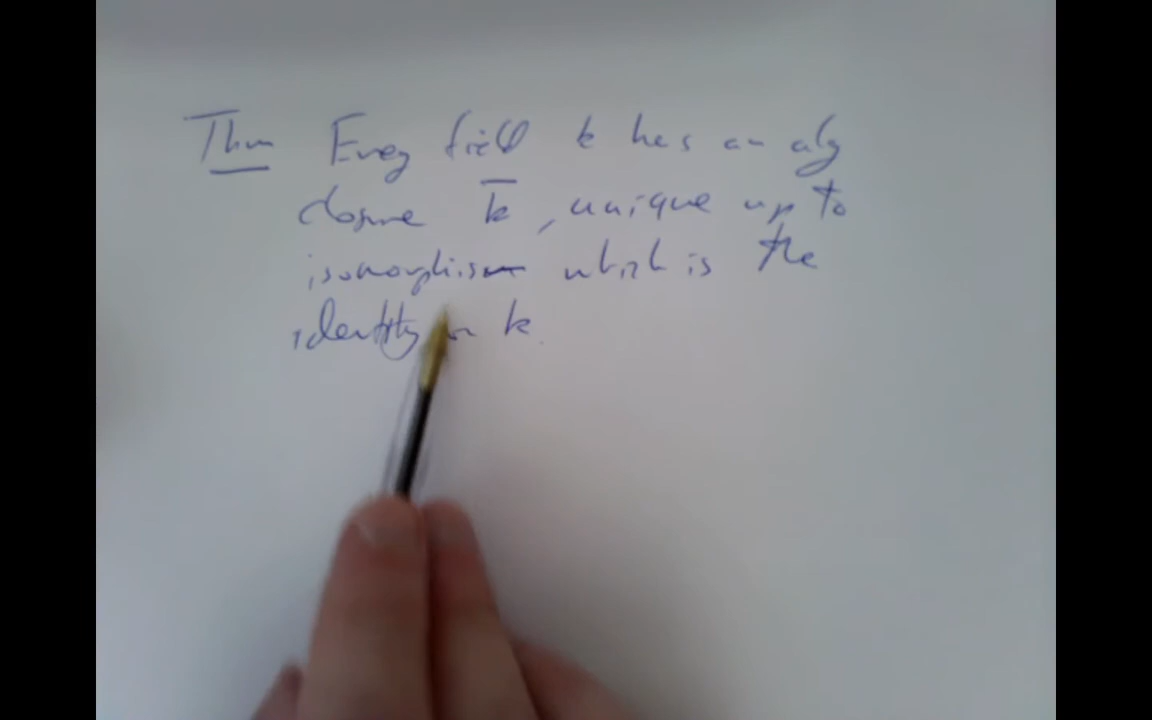 Thm Every field k has an alg
closure k̅, unique up to
isomorphism which is the
identity on k.